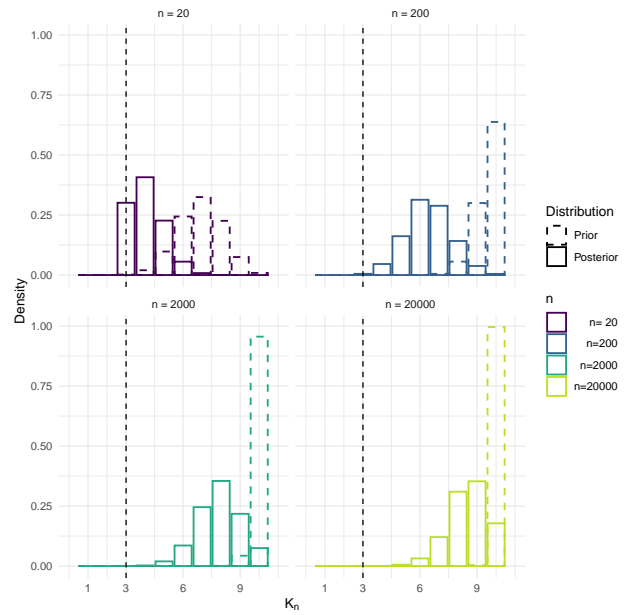 n = 20
n = 200
1.00
0.75
0.50
0.25
0.00
Density
n = 2000
n = 20000
1.00
0.75
0.50
0.25
0.00
1
3
6
9
1
3
6
9
Kn
Distribution
Prior
Posterior
n
n= 20
n=200
n=2000
n=20000